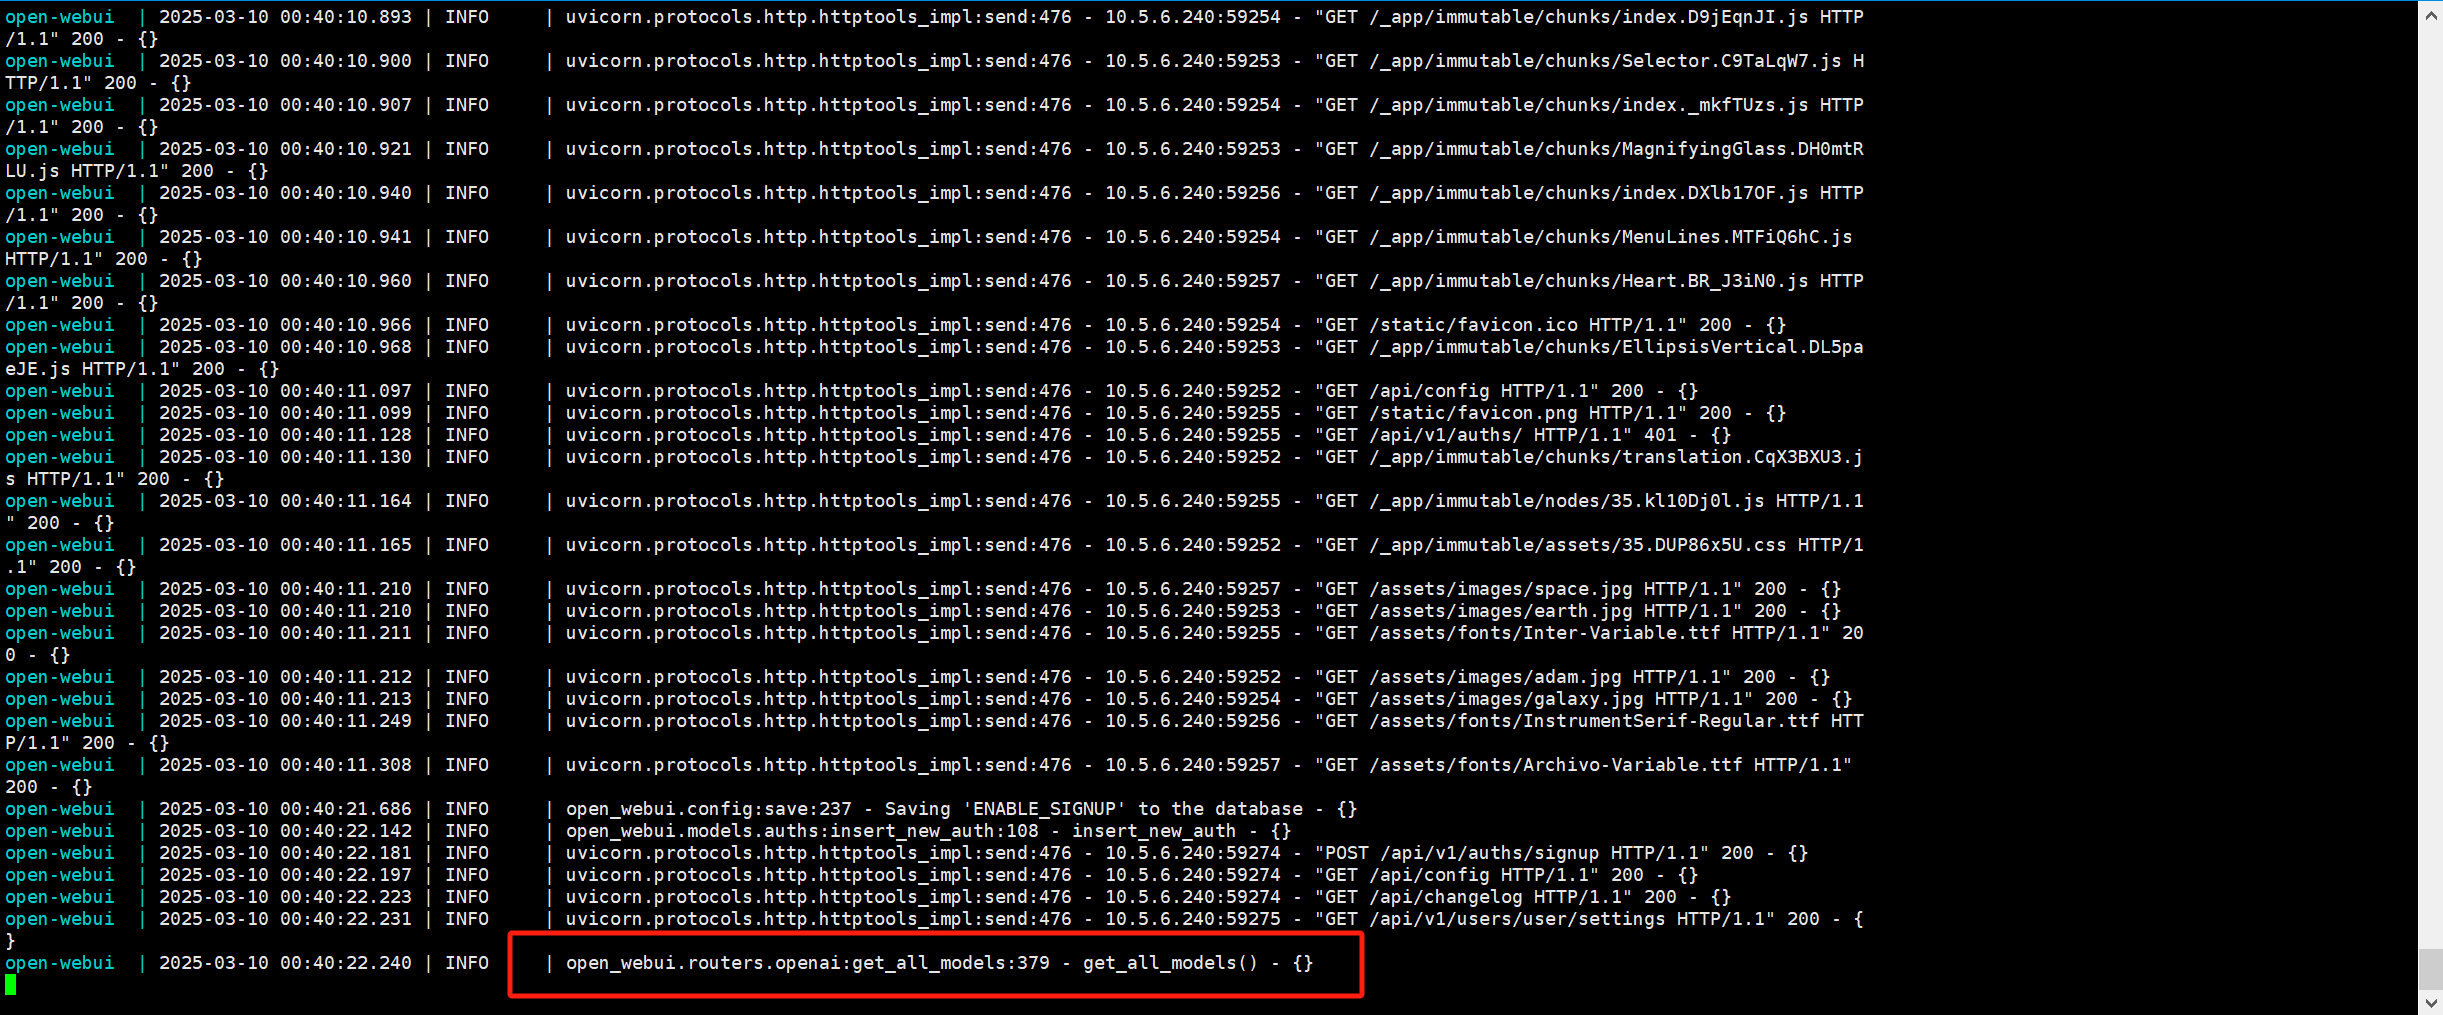 open-webui  | 2025-03-10 00:40:10.893 | INFO     | uvicorn.protocols.http.httptools_impl:send:476 - 10.5.6.240:59254 - "GET /_app/immutable/chunks/index.D9jEqnJI.js HTTP
/1.1" 200 - {}
open-webui  | 2025-03-10 00:40:10.900 | INFO     | uvicorn.protocols.http.httptools_impl:send:476 - 10.5.6.240:59253 - "GET /_app/immutable/chunks/Selector.C9TaLqW7.js H
TTP/1.1" 200 - {}
open-webui  | 2025-03-10 00:40:10.907 | INFO     | uvicorn.protocols.http.httptools_impl:send:476 - 10.5.6.240:59254 - "GET /_app/immutable/chunks/index._mkfTUzs.js HTTP
/1.1" 200 - {}
open-webui  | 2025-03-10 00:40:10.921 | INFO     | uvicorn.protocols.http.httptools_impl:send:476 - 10.5.6.240:59253 - "GET /_app/immutable/chunks/MagnifyingGlass.DH0mtR
LU.js HTTP/1.1" 200 - {}
open-webui  | 2025-03-10 00:40:10.940 | INFO     | uvicorn.protocols.http.httptools_impl:send:476 - 10.5.6.240:59256 - "GET /_app/immutable/chunks/index.DXlb17OF.js HTTP
/1.1" 200 - {}
open-webui  | 2025-03-10 00:40:10.941 | INFO     | uvicorn.protocols.http.httptools_impl:send:476 - 10.5.6.240:59254 - "GET /_app/immutable/chunks/MenuLines.MTFiQ6hC.js
HTTP/1.1" 200 - {}
open-webui  | 2025-03-10 00:40:10.960 | INFO     | uvicorn.protocols.http.httptools_impl:send:476 - 10.5.6.240:59257 - "GET /_app/immutable/chunks/Heart.BR_J3iN0.js HTTP
/1.1" 200 - {}
open-webui  | 2025-03-10 00:40:10.966 | INFO     | uvicorn.protocols.http.httptools_impl:send:476 - 10.5.6.240:59254 - "GET /static/favicon.ico HTTP/1.1" 200 - {}
open-webui  | 2025-03-10 00:40:10.968 | INFO     | uvicorn.protocols.http.httptools_impl:send:476 - 10.5.6.240:59253 - "GET /_app/immutable/chunks/EllipsisVertical.DL5pa
eJE.js HTTP/1.1" 200 - {}
open-webui  | 2025-03-10 00:40:11.097 | INFO     | uvicorn.protocols.http.httptools_impl:send:476 - 10.5.6.240:59252 - "GET /api/config HTTP/1.1" 200 - {}
open-webui  | 2025-03-10 00:40:11.099 | INFO     | uvicorn.protocols.http.httptools_impl:send:476 - 10.5.6.240:59255 - "GET /static/favicon.png HTTP/1.1" 200 - {}
open-webui  | 2025-03-10 00:40:11.128 | INFO     | uvicorn.protocols.http.httptools_impl:send:476 - 10.5.6.240:59255 - "GET /api/v1/auths/ HTTP/1.1" 401 - {}
open-webui  | 2025-03-10 00:40:11.130 | INFO     | uvicorn.protocols.http.httptools_impl:send:476 - 10.5.6.240:59252 - "GET /_app/immutable/chunks/translation.CqX3BXU3.j
s HTTP/1.1" 200 - {}
open-webui  | 2025-03-10 00:40:11.164 | INFO     | uvicorn.protocols.http.httptools_impl:send:476 - 10.5.6.240:59255 - "GET /_app/immutable/nodes/35.kl10Dj0l.js HTTP/1.1
" 200 - {}
open-webui  | 2025-03-10 00:40:11.165 | INFO     | uvicorn.protocols.http.httptools_impl:send:476 - 10.5.6.240:59252 - "GET /_app/immutable/assets/35.DUP86x5U.css HTTP/1
.1" 200 - {}
open-webui  | 2025-03-10 00:40:11.210 | INFO     | uvicorn.protocols.http.httptools_impl:send:476 - 10.5.6.240:59257 - "GET /assets/images/space.jpg HTTP/1.1" 200 - {}
open-webui  | 2025-03-10 00:40:11.210 | INFO     | uvicorn.protocols.http.httptools_impl:send:476 - 10.5.6.240:59253 - "GET /assets/images/earth.jpg HTTP/1.1" 200 - {}
open-webui  | 2025-03-10 00:40:11.211 | INFO     | uvicorn.protocols.http.httptools_impl:send:476 - 10.5.6.240:59255 - "GET /assets/fonts/Inter-Variable.ttf HTTP/1.1" 20
0 - {}
open-webui  | 2025-03-10 00:40:11.212 | INFO     | uvicorn.protocols.http.httptools_impl:send:476 - 10.5.6.240:59252 - "GET /assets/images/adam.jpg HTTP/1.1" 200 - {}
open-webui  | 2025-03-10 00:40:11.213 | INFO     | uvicorn.protocols.http.httptools_impl:send:476 - 10.5.6.240:59254 - "GET /assets/images/galaxy.jpg HTTP/1.1" 200 - {}
open-webui  | 2025-03-10 00:40:11.249 | INFO     | uvicorn.protocols.http.httptools_impl:send:476 - 10.5.6.240:59256 - "GET /assets/fonts/InstrumentSerif-Regular.ttf HTT
P/1.1" 200 - {}
open-webui  | 2025-03-10 00:40:11.308 | INFO     | uvicorn.protocols.http.httptools_impl:send:476 - 10.5.6.240:59257 - "GET /assets/fonts/Archivo-Variable.ttf HTTP/1.1"
200 - {}
open-webui  | 2025-03-10 00:40:21.686 | INFO     | open_webui.config:save:237 - Saving 'ENABLE_SIGNUP' to the database - {}
open-webui  | 2025-03-10 00:40:22.142 | INFO     | open_webui.models.auths:insert_new_auth:108 - insert_new_auth - {}
open-webui  | 2025-03-10 00:40:22.181 | INFO     | uvicorn.protocols.http.httptools_impl:send:476 - 10.5.6.240:59274 - "POST /api/v1/auths/signup HTTP/1.1" 200 - {}
open-webui  | 2025-03-10 00:40:22.197 | INFO     | uvicorn.protocols.http.httptools_impl:send:476 - 10.5.6.240:59274 - "GET /api/config HTTP/1.1" 200 - {}
open-webui  | 2025-03-10 00:40:22.223 | INFO     | uvicorn.protocols.http.httptools_impl:send:476 - 10.5.6.240:59274 - "GET /api/changelog HTTP/1.1" 200 - {}
open-webui  | 2025-03-10 00:40:22.231 | INFO     | uvicorn.protocols.http.httptools_impl:send:476 - 10.5.6.240:59275 - "GET /api/v1/users/user/settings HTTP/1.1" 200 - {
}
open-webui  | 2025-03-10 00:40:22.240 | INFO     | open_webui.routers.openai:get_all_models:379 - get_all_models() - {}